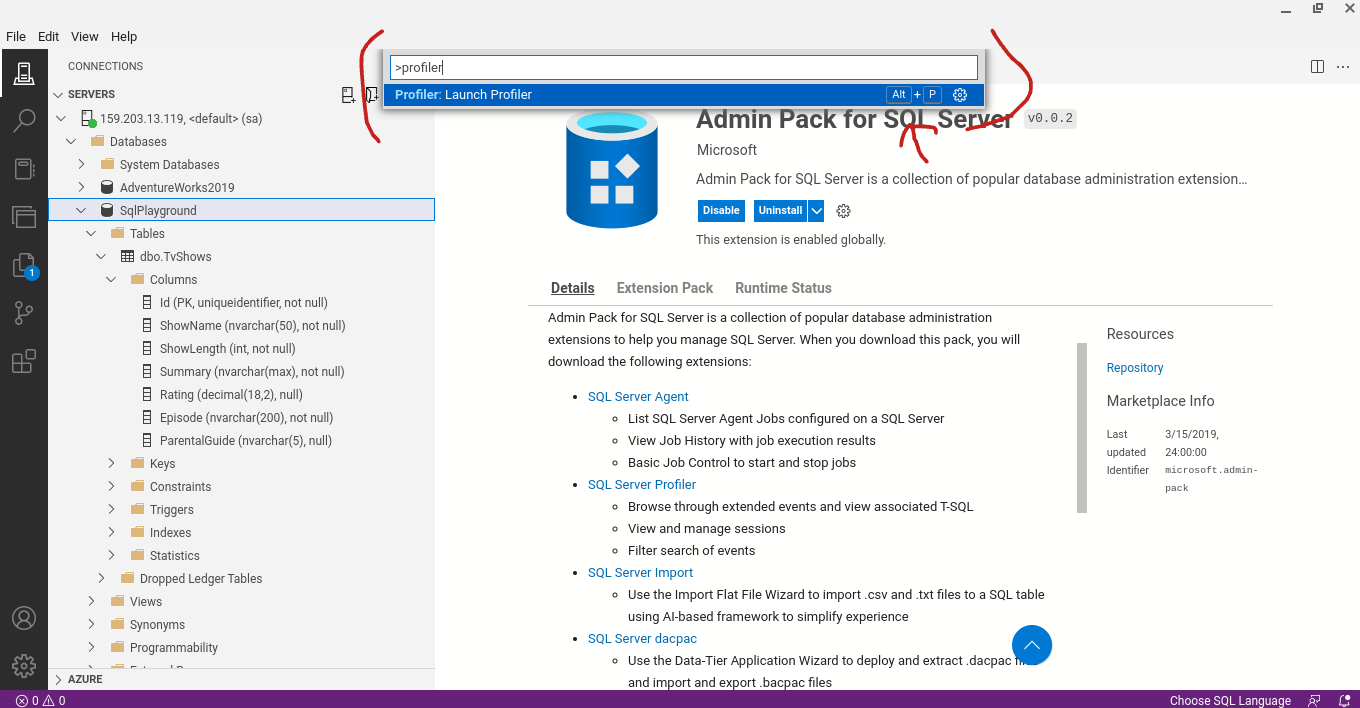 File Edit View Help
>profiler
Profiler: Launch Profiler Alt + P
CONNECTIONS
SERVERS
159.203.13.119, <default> (sa)
Databases
System Databases
AdventureWorks2019
SqlPlayground
Tables
dbo.TvShows
Columns
Id (PK, uniqueidentifier, not null)
ShowName (nvarchar(50), not null)
ShowLength (int, not null)
Summary (nvarchar(max), not null)
Rating (decimal(18,2), null)
Episode (nvarchar(200), not null)
ParentalGuide (nvarchar(5), null)
Keys
Constraints
Triggers
Indexes
Statistics
Dropped Ledger Tables
Views
Synonyms
Programmability
AZURE
1
Admin Pack for SQL Server v0.0.2
Microsoft
Admin Pack for SQL Server is a collection of popular database administration extension…
Disable Uninstall
This extension is enabled globally.
Details Extension Pack Runtime Status
Admin Pack for SQL Server is a collection of popular database administration
extensions to help you manage SQL Server. When you download this pack, you will
download the following extensions:
• SQL Server Agent
◦ List SQL Server Agent Jobs configured on a SQL Server
◦ View Job History with job execution results
◦ Basic Job Control to start and stop jobs
• SQL Server Profiler
◦ Browse through extended events and view associated T-SQL
◦ View and manage sessions
◦ Filter search of events
• SQL Server Import
◦ Use the Import Flat File Wizard to import .csv and .txt files to a SQL table
using AI-based framework to simplify experience
• SQL Server dacpac
◦ Use the Data-Tier Application Wizard to deploy and extract .dacpac
and import and export .bacpac files
Resources
Repository
Marketplace Info
Last 3/15/2019,
updated 24:00:00
Identifier microsoft.admin-
pack
0 0
Choose SQL Language